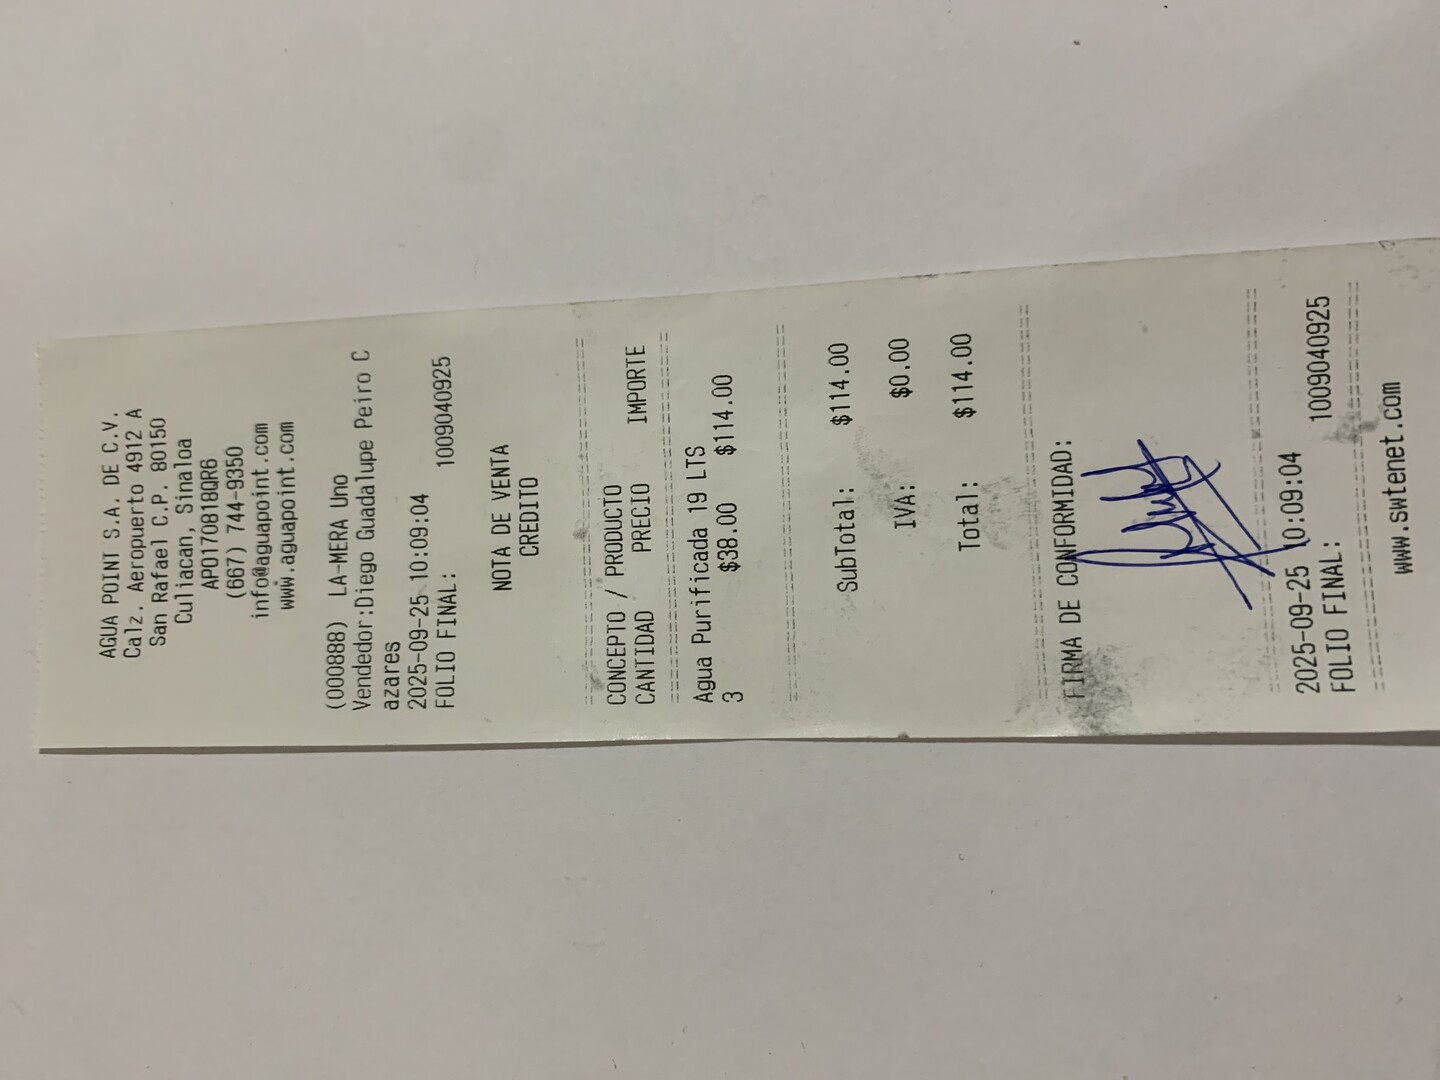 AGUA POINT S.A. DE C.V.
Calz. Aeropuerto 4912 A
San Rafael C.P. 80150
Culiacan, Sinaloa
APO170818QR6
(667) 744-9350
info@aguapoint.com
www.aguapoint.com
(000888) LA-MERA Uno
Vendedor:Diego Guadalupe Peiro C
azares
2025-09-25 10:09:04
FOLIO FINAL: 1009040925
NOTA DE VENTA
CREDITO
CONCEPTO / PRODUCTO
CANTIDAD PRECIO IMPORTE
Agua Purificada 19 LTS
3 $38.00 $114.00
SubTotal: $114.00
IVA: $0.00
Total: $114.00
FIRMA DE CONFORMIDAD:
2025-09-25 10:09:04
FOLIO FINAL: 1009040925
www.swtenet.com